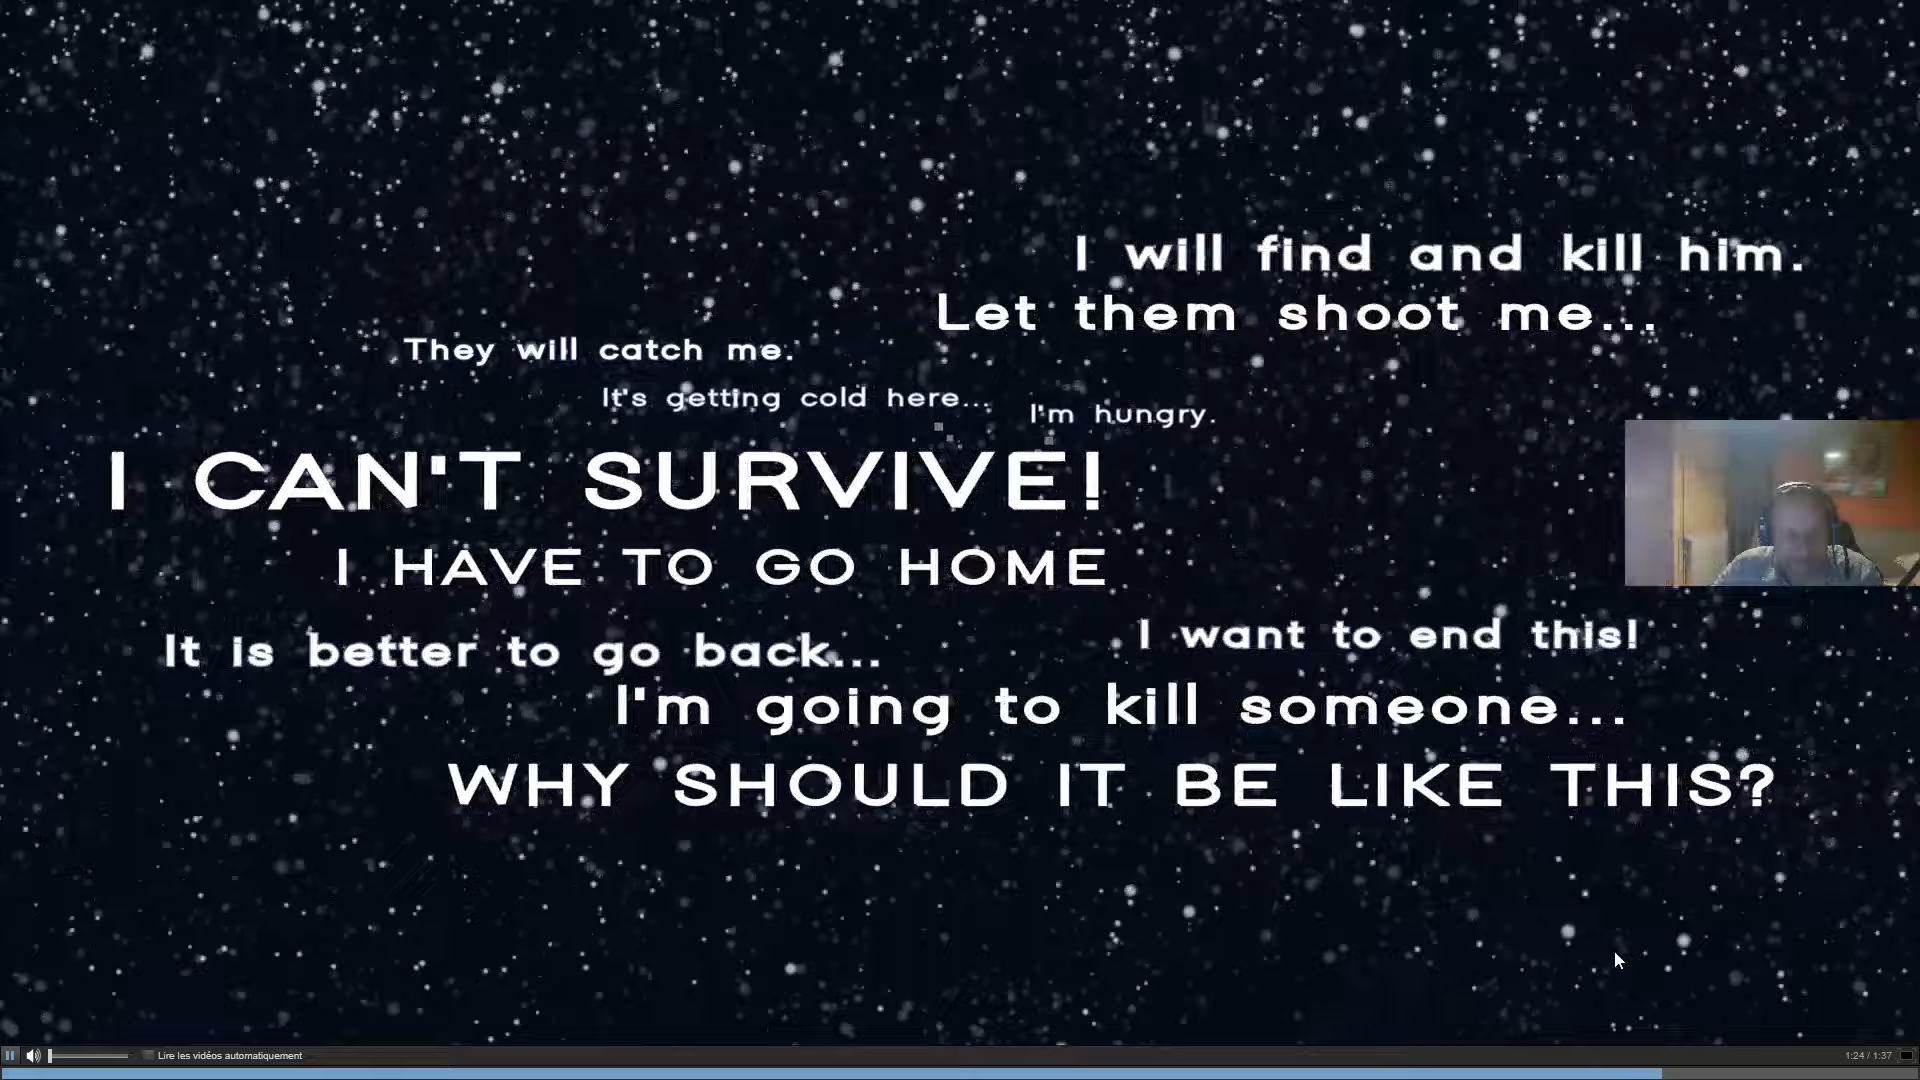 I will find and kill him.
Let them shoot me...
They will catch me.
It's getting cold here...
I'm hungry.
I CAN'T SURVIVE!
I HAVE TO GO HOME
I want to end this!
It is better to go back...
I'm going to kill someone...
WHY SHOULD IT BE LIKE THIS?
Lire les vidéos automatiquement
1:24 / 1:37